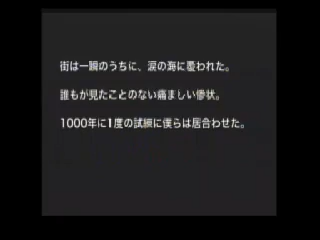 街は一瞬のうちに、涙の海に覆われた。
誰もが見たことのない痛ましい惨状。
1000年に1度の試練に僕らは居合わせた。